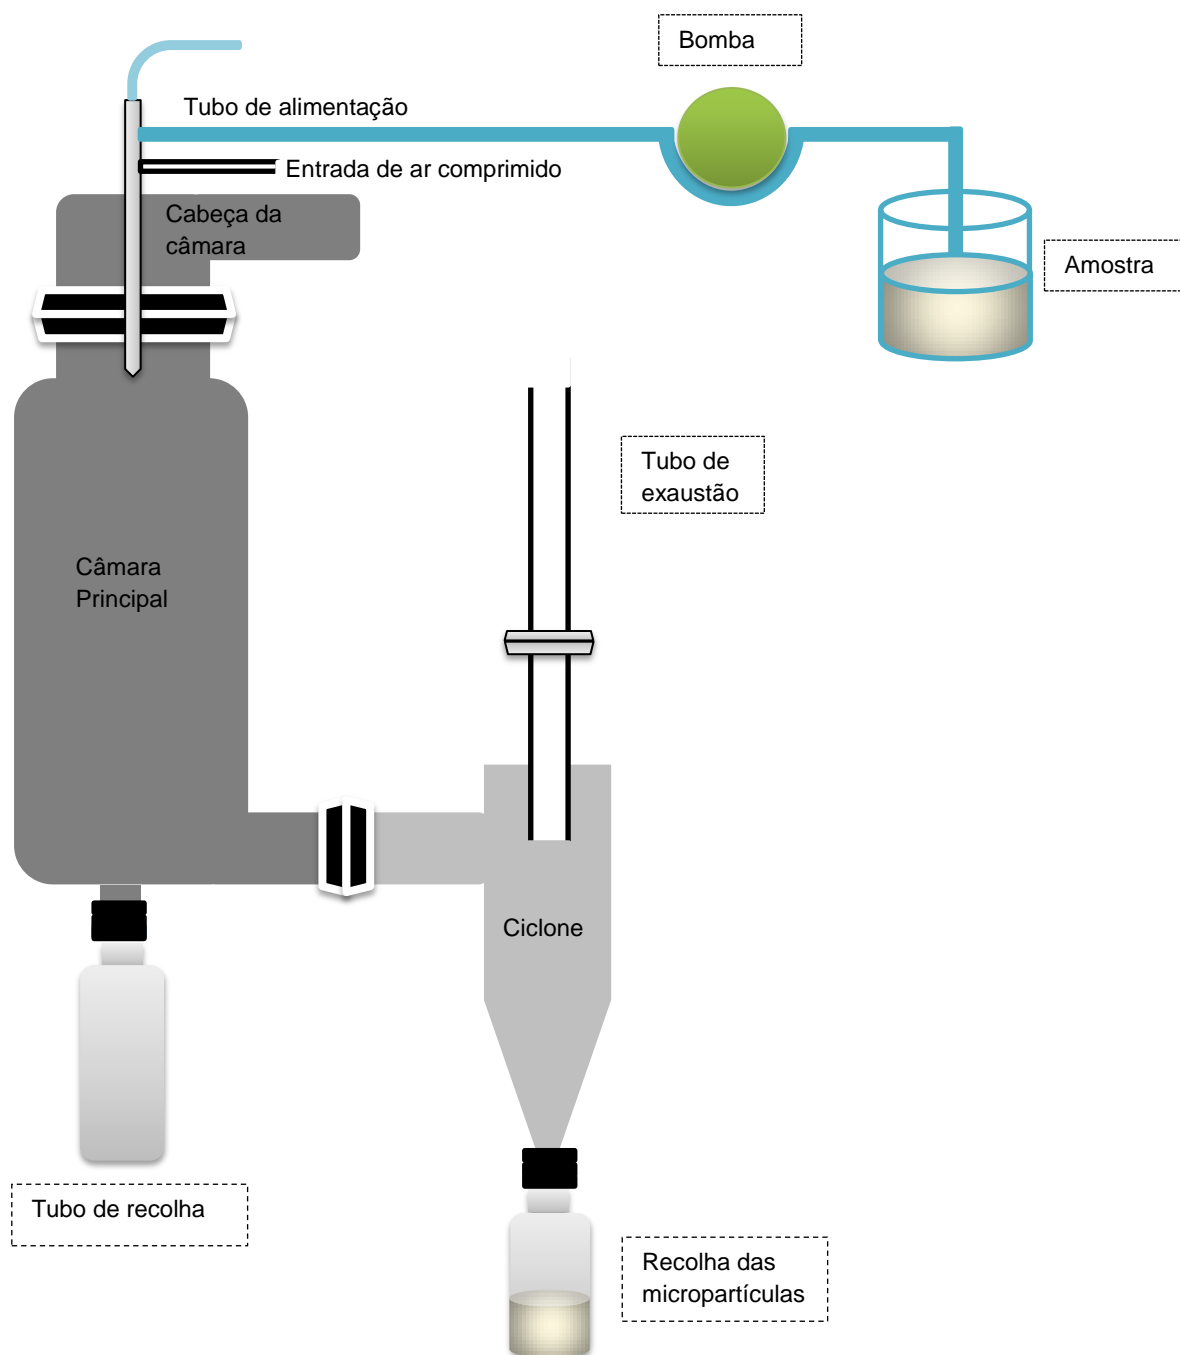 Bomba
Tubo de alimentação
Entrada de ar comprimido
Cabeça da
câmara
Amostra
Tubo de
exaustão
Câmara
Principal
Ciclone
Tubo de recolha
Recolha das
micropartículas